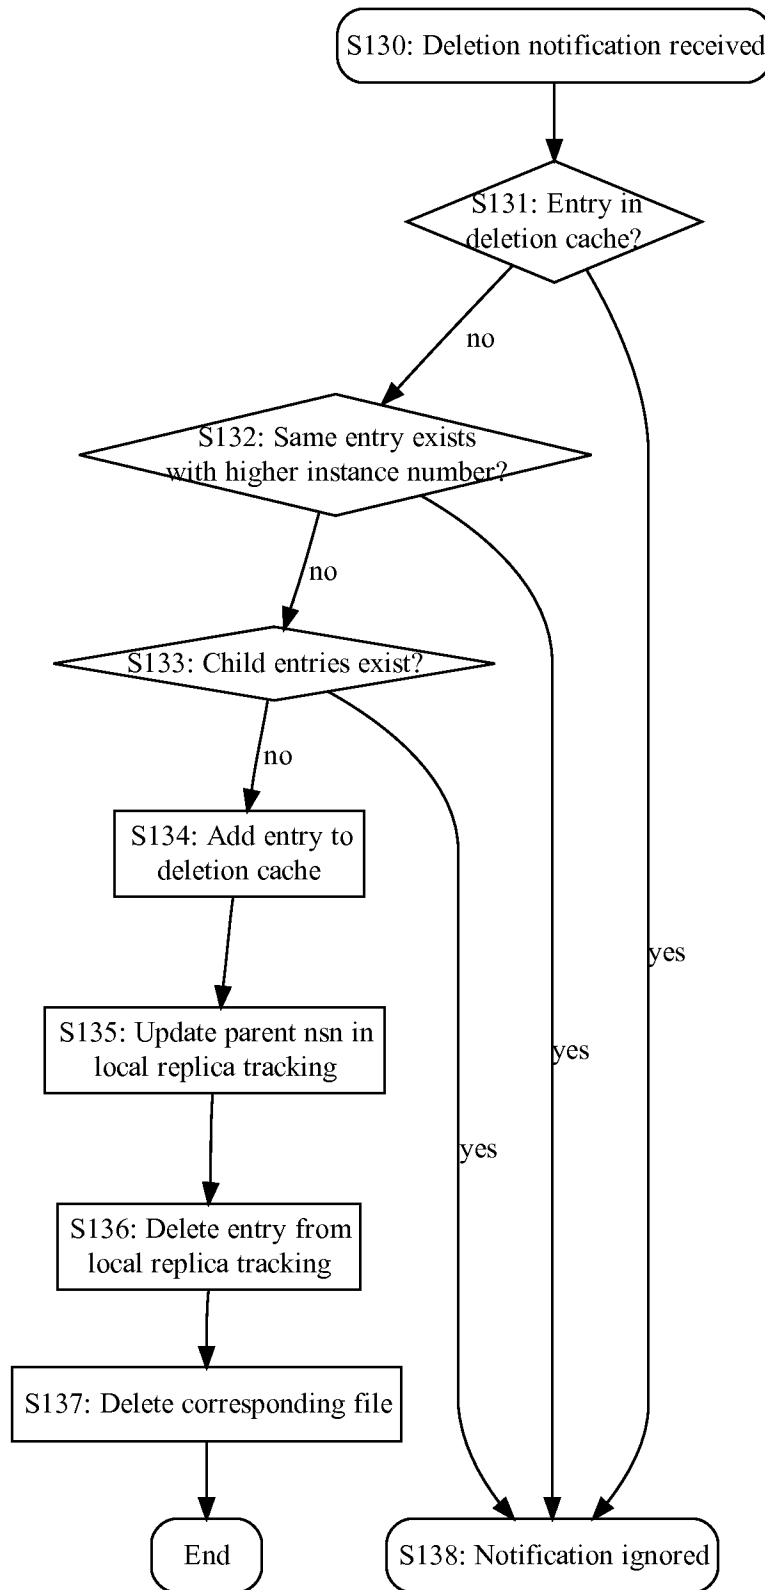 S130: Deletion notification received
S131: Entry in
deletion cache?
no
S132: Same entry exists
with higher instance number?
no
S133: Child entries exist?
no
S134: Add entry to
deletion cache
yes
S135: Update parent nsn in
local replica tracking
yes
yes
S136: Delete entry from
local replica tracking
S137: Delete corresponding file
End
S138: Notification ignored